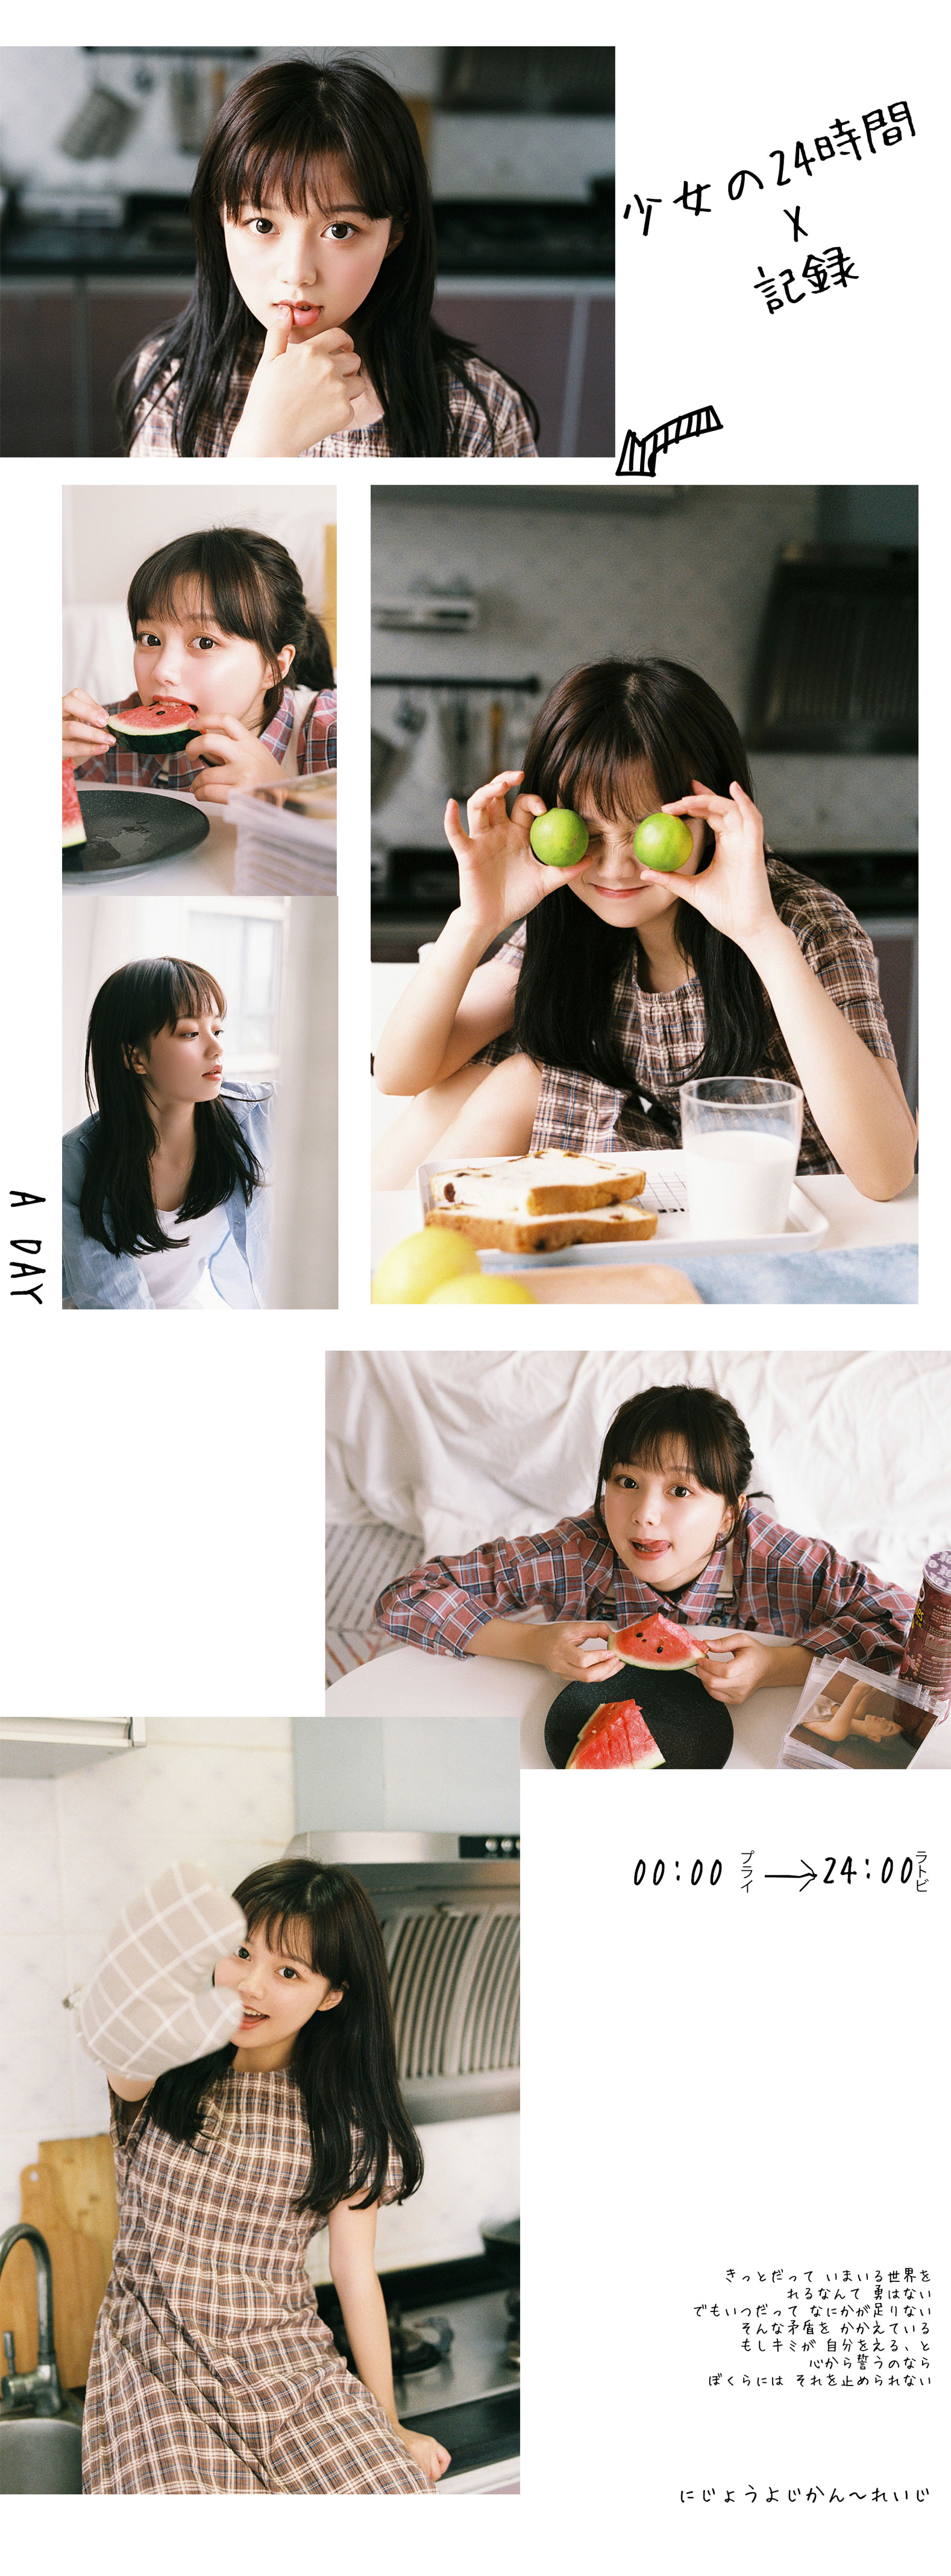 少女の24時間
X
記録
A DAY
00:00 プライ → 24:00 ラトビ
きっとだって いまいる世界を
れるなんて 勇はない
でもいつだって なにかが足りない
そんな矛盾を かかえている
もしキミが 自分をえる、と
心から誓うのなら
ぼくらには それを止められない
にじょうよじかん〜れいじ